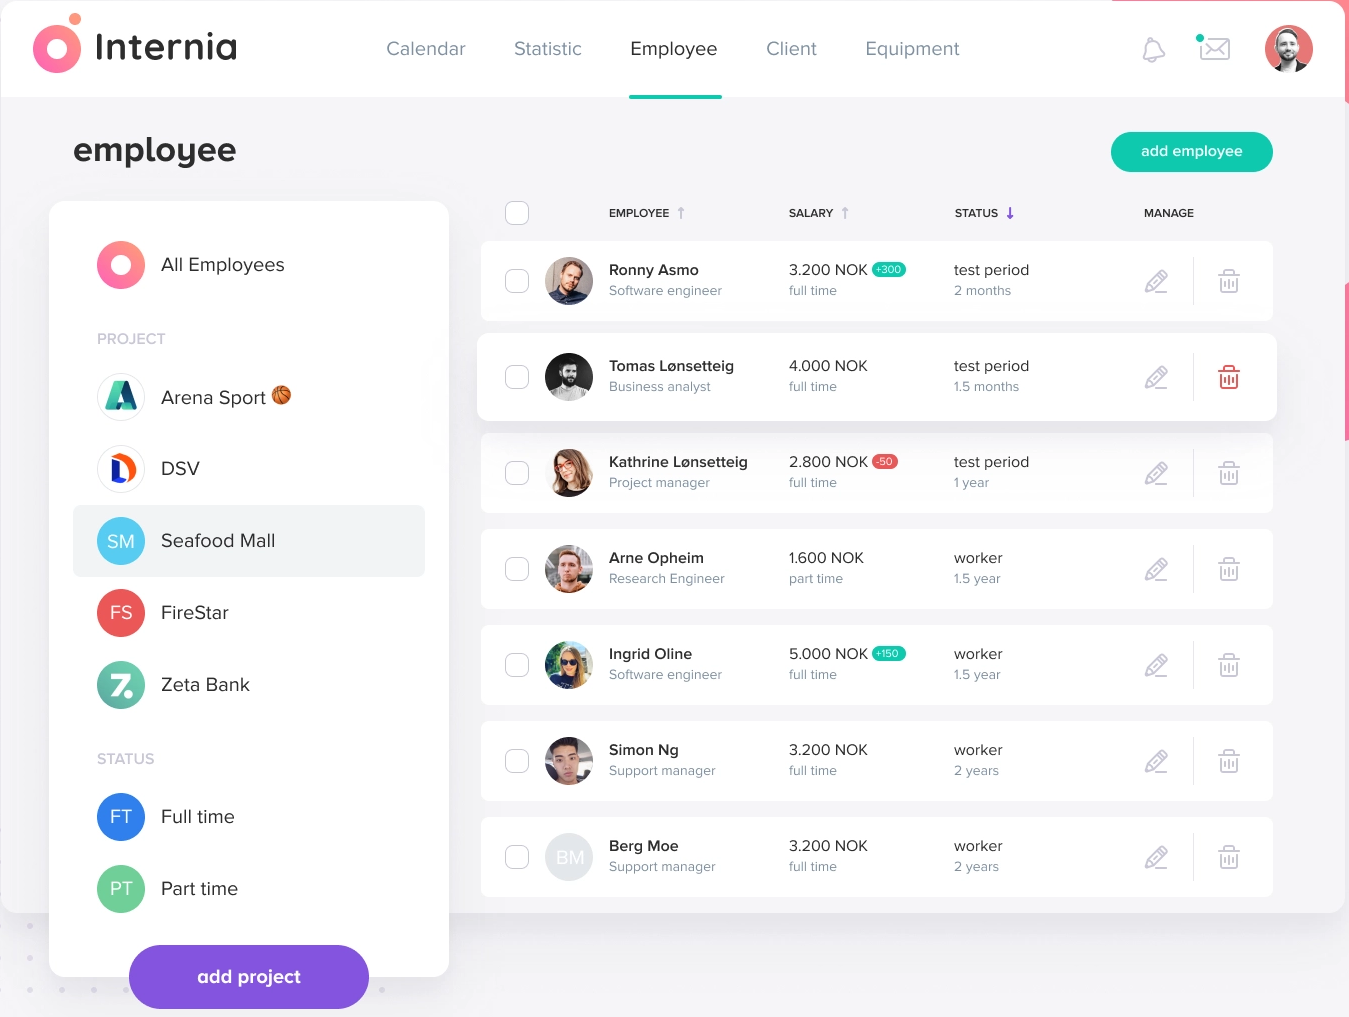 Internia
Calendar Statistic Employee Client Equipment
employee
add employee
All Employees
PROJECT
Arena Sport
DSV
SM Seafood Mall
FS FireStar
Z. Zeta Bank
STATUS
FT Full time
PT Part time
add project
EMPLOYEE ↑ SALARY ↑ STATUS ↓ MANAGE
Ronny Asmo 3.200 NOK +300 test period
Software engineer full time 2 months
Tomas Lønsetteig 4.000 NOK test period
Business analyst full time 1.5 months
Kathrine Lønsetteig 2.800 NOK -50 test period
Project manager full time 1 year
Arne Opheim 1.600 NOK worker
Research Engineer part time 1.5 year
Ingrid Oline 5.000 NOK +150 worker
Software engineer full time 1.5 year
Simon Ng 3.200 NOK worker
Support manager full time 2 years
BM Berg Moe 3.200 NOK worker
Support manager full time 2 years